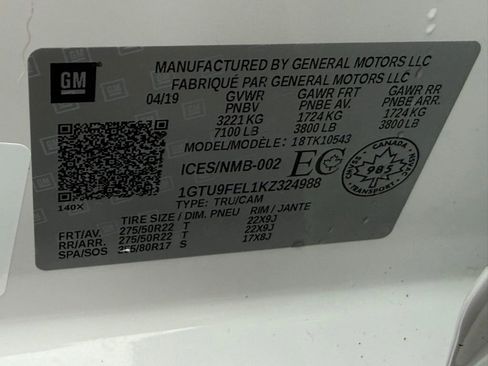 GM
MANUFACTURED BY GENERAL MOTORS LLC
FABRIQUÉ PAR GENERAL MOTORS LLC
04/19 GVWR GAWR FRT GAWR RR
PNBV PNBE AV. PNBE ARR.
3221 KG 1724 KG 1724 KG
7100 LB 3800 LB 3800 LB
MODEL/MODÈLE: 18TK10543
ICES/NMB-002 EC CANADA 985
1GTU9FEL1KZ324988
140X TYPE: TRU/CAM
TIRE SIZE / DIM. PNEU RIM / JANTE
FRT/AV. 275/50R22 T 22X9J
RR/ARR. 275/50R22 T 22X9J
SPA/SOS /80R17 S 17X8J